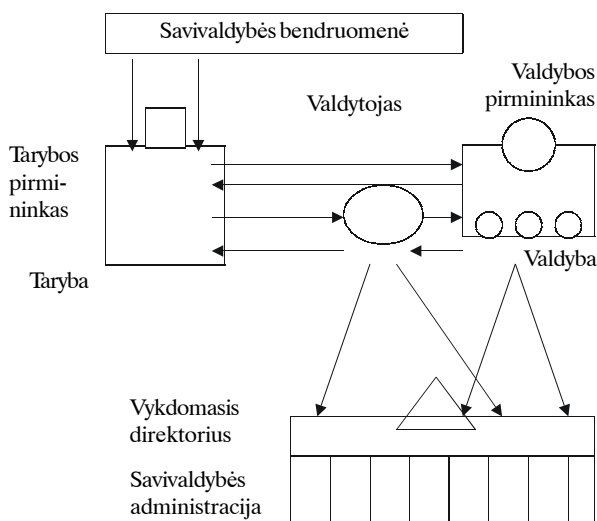 Savivaldybės bendruomenė
Valdytojas
Valdybos
pirmininkas
Tarybos
pirmi-
ninkas
Taryba
Valdyba
Vykdomasis
direktorius
Savivaldybės
administracija